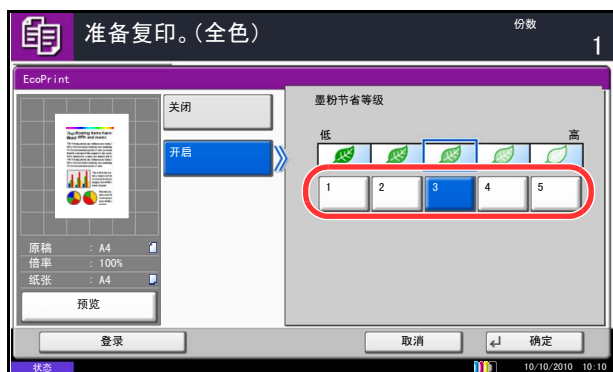 准备复印。(全色)
份数
1
EcoPrint
关闭
开启
墨粉节省等级
低
高
1 2 3 4 5
原稿 : A4
倍率 : 100%
纸张 : A4
预览
登录
取消
确定
状态
10/10/2010 10:10